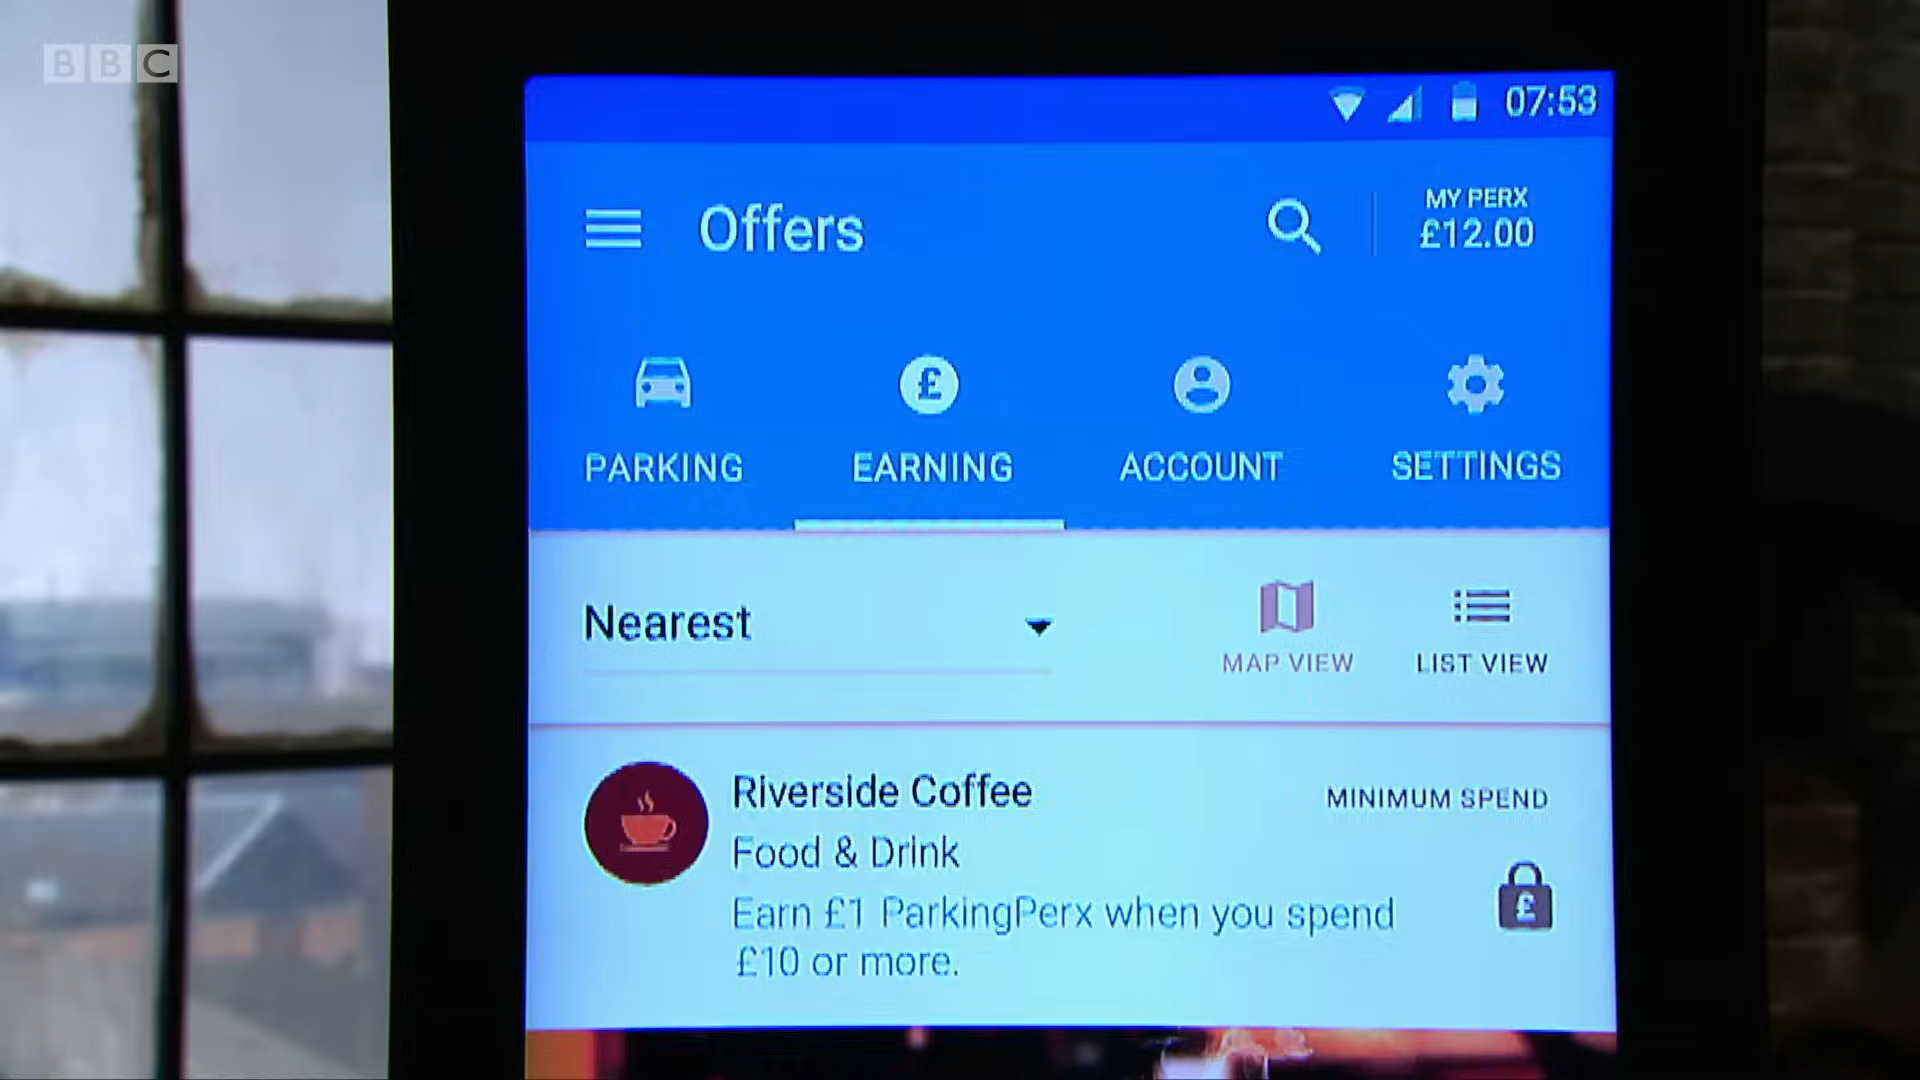 BBC
07:53
Offers
MY PERX
£12.00
£
PARKING
EARNING
ACCOUNT
SETTINGS
Nearest
MAP VIEW
LIST VIEW
Riverside Coffee
MINIMUM SPEND
Food & Drink
£
Earn £1 ParkingPerx when you spend
£10 or more.